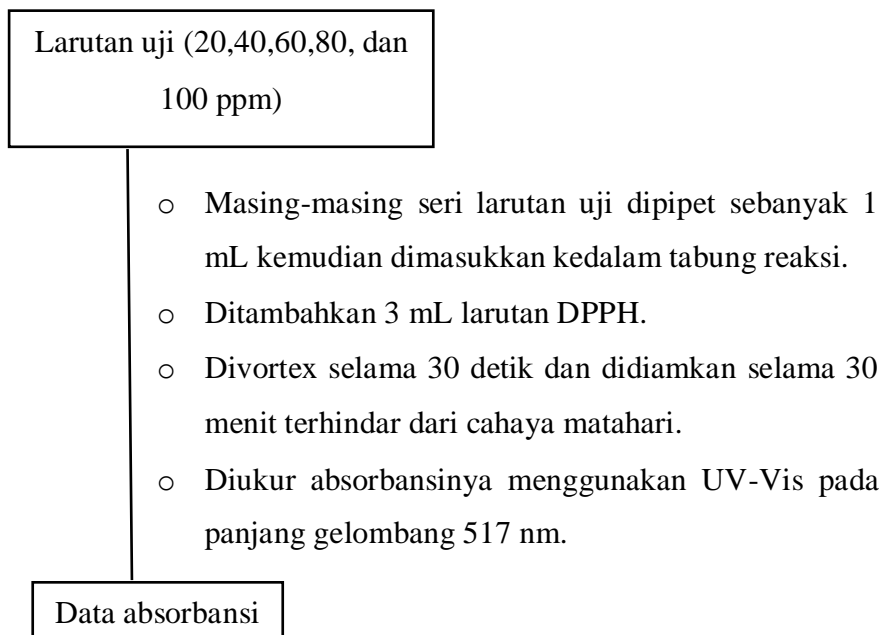 Larutan uji (20,40,60,80, dan
100 ppm)
o Masing-masing seri larutan uji dipipet sebanyak 1
mL kemudian dimasukkan kedalam tabung reaksi.
o Ditambahkan 3 mL larutan DPPH.
o Divortex selama 30 detik dan didiamkan selama 30
menit terhindar dari cahaya matahari.
o Diukur absorbansinya menggunakan UV-Vis pada
panjang gelombang 517 nm.
Data absorbansi